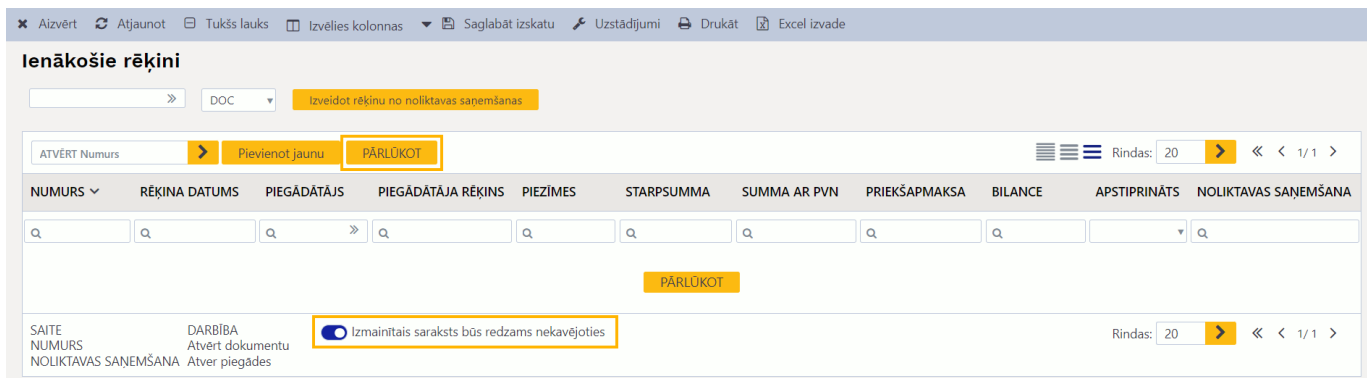 Aizvērt Atjaunot Tukšs lauks Izvēlies kolonnas Saglabāt izskatu Uzstādījumi Drukāt Excel izvade
Ienākošie rēķini
DOC Izveidot rēķinu no noliktavas saņemšanas
ATVĒRT Numurs Pievienot jaunu PĀRLŪKOT Rindas: 20 1/ 1
NUMURS RĒĶINA DATUMS PIEGĀDĀTĀJS PIEGĀDĀTĀJA RĒĶINS PIEZĪMES STARPSUMMA SUMMA AR PVN PRIEKŠAPMAKSA BILANCE APSTIPRINĀTS NOLIKTAVAS SAŅEMŠANA
PĀRLŪKOT
SAITE DARBĪBA Izmainītais saraksts būs redzams nekavējoties Rindas: 20 1/ 1
NUMURS Atvērt dokumentu
NOLIKTAVAS SAŅEMŠANA Atver piegādes